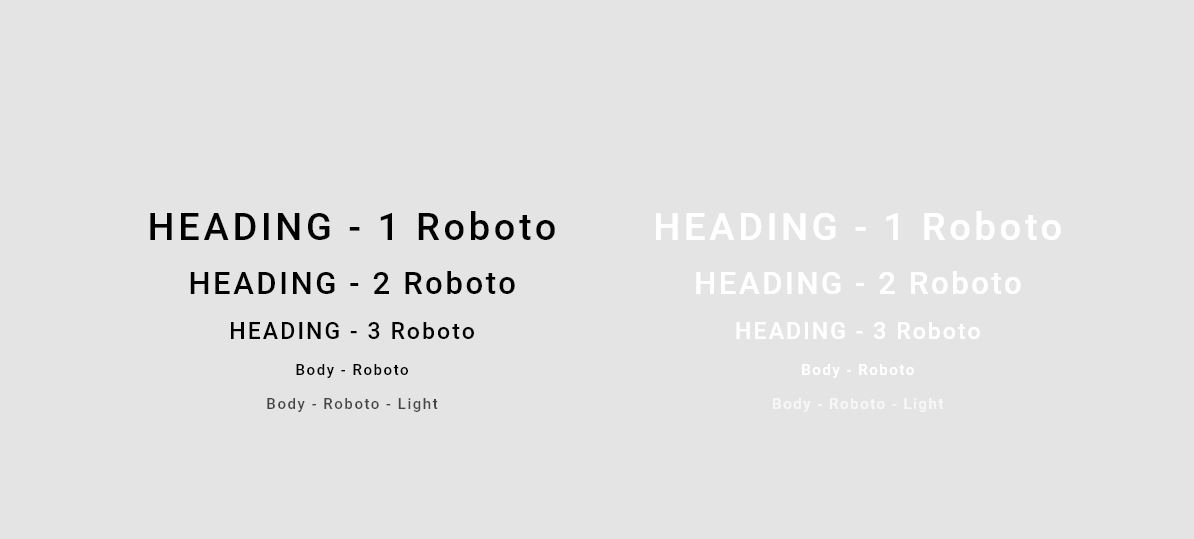 HEADING - 1 Roboto
HEADING - 2 Roboto
HEADING - 3 Roboto
Body - Roboto
Body - Roboto - Light
HEADING - 1 Roboto
HEADING - 2 Roboto
HEADING - 3 Roboto
Body - Roboto
Body - Roboto - Light